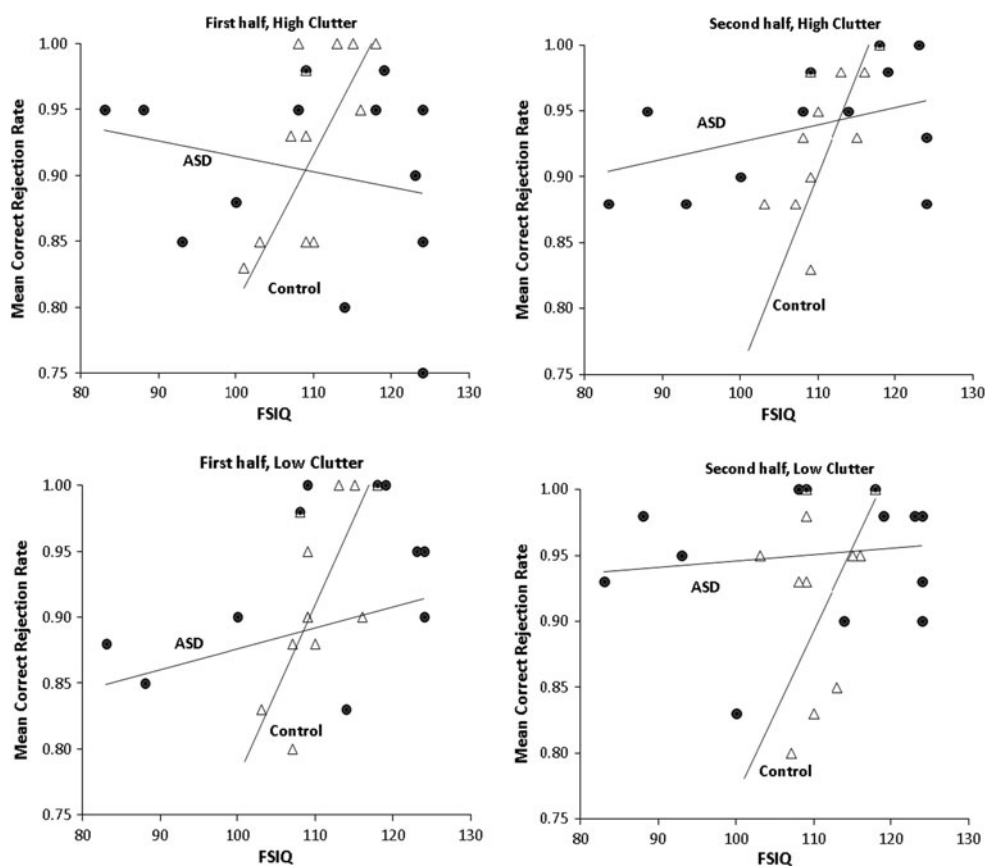 First half, High Clutter
Mean Correct Rejection Rate
1.00
0.95
0.90
0.85
0.80
0.75
ASD
Control
80 90 100 110 120 130
FSIQ
Second half, High Clutter
Mean Correct Rejection Rate
1.00
0.95
0.90
0.85
0.80
0.75
ASD
Control
80 90 100 110 120 130
FSIQ
First half, Low Clutter
Mean Correct Rejection Rate
1.00
0.95
0.90
0.85
0.80
0.75
ASD
Control
80 90 100 110 120 130
FSIQ
Second half, Low Clutter
Mean Correct Rejection Rate
1.00
0.95
0.90
0.85
0.80
0.75
ASD
Control
80 90 100 110 120 130
FSIQ